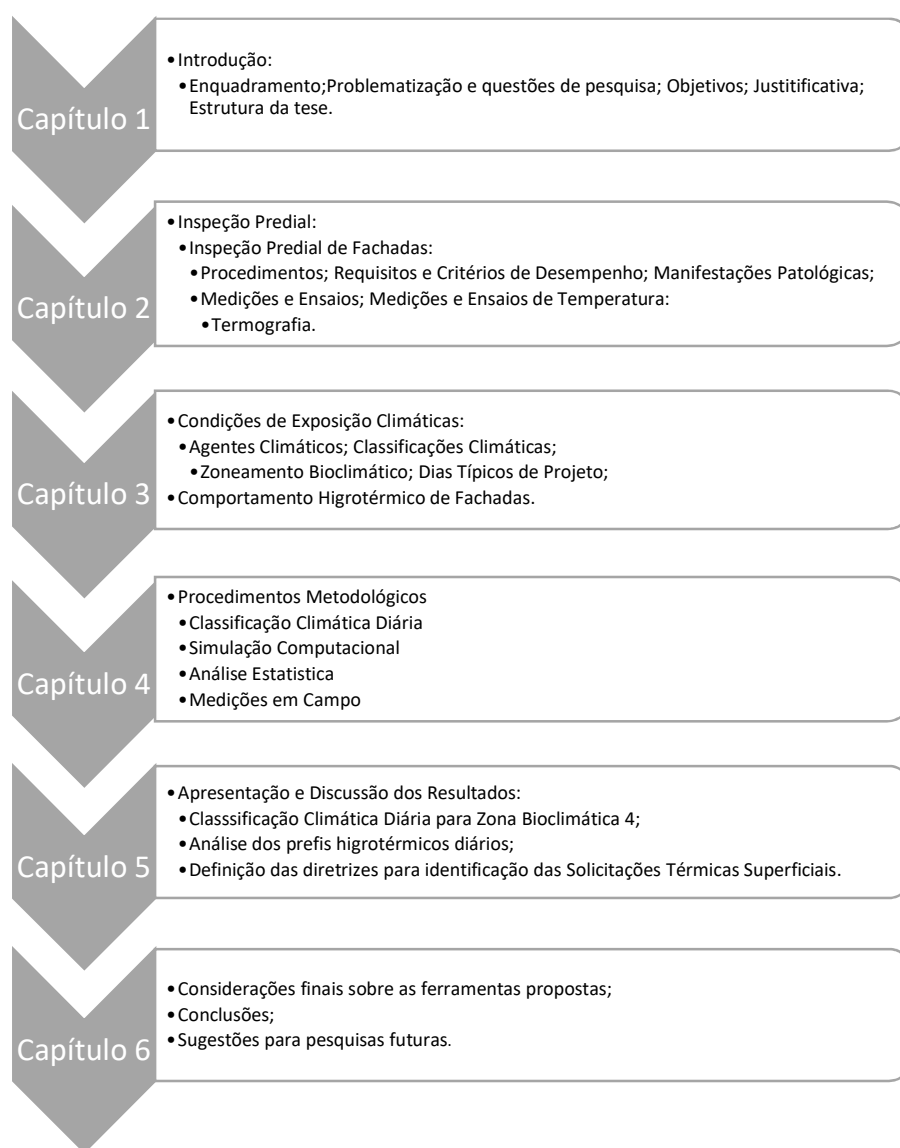 Capítulo 1
•Introdução:
•Enquadramento;Problematização e questões de pesquisa; Objetivos; Justitificativa;
Estrutura da tese.
Capítulo 2
•Inspeção Predial:
•Inspeção Predial de Fachadas:
•Procedimentos; Requisitos e Critérios de Desempenho; Manifestações Patológicas;
•Medições e Ensaios; Medições e Ensaios de Temperatura:
•Termografia.
Capítulo 3
•Condições de Exposição Climáticas:
•Agentes Climáticos; Classificações Climáticas;
•Zoneamento Bioclimático; Dias Típicos de Projeto;
•Comportamento Higrotérmico de Fachadas.
Capítulo 4
•Procedimentos Metodológicos
•Classificação Climática Diária
•Simulação Computacional
•Análise Estatistica
•Medições em Campo
Capítulo 5
•Apresentação e Discussão dos Resultados:
•Classsificação Climática Diária para Zona Bioclimática 4;
•Análise dos prefis higrotérmicos diários;
•Definição das diretrizes para identificação das Solicitações Térmicas Superficiais.
Capítulo 6
•Considerações finais sobre as ferramentas propostas;
•Conclusões;
•Sugestões para pesquisas futuras.